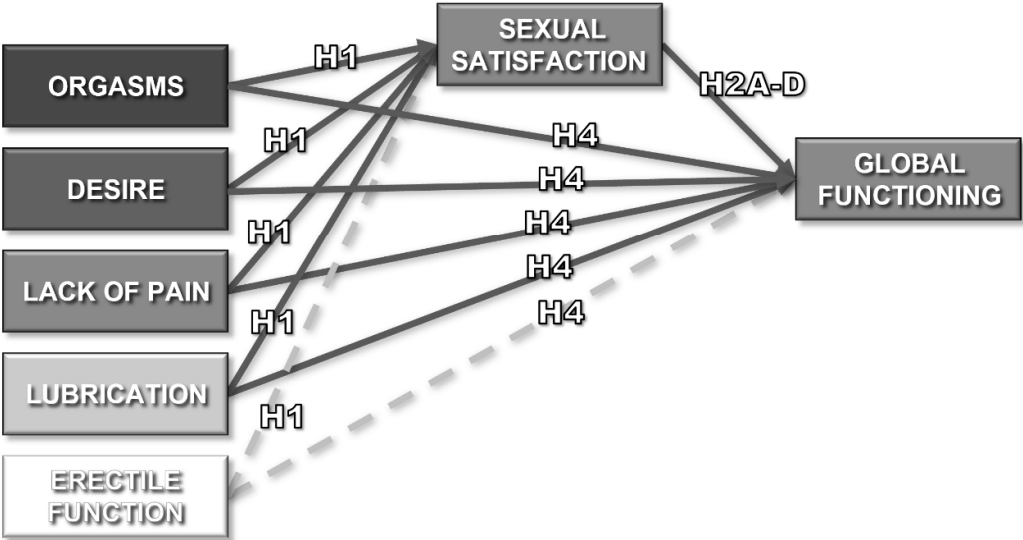 SEXUAL
SATISFACTION
H1
ORGASMS
H2A-D
H1
H4
GLOBAL
FUNCTIONING
DESIRE
H4
H1
H4
LACK OF PAIN
H4
H1
H4
LUBRICATION
H1
ERECTILE
FUNCTION